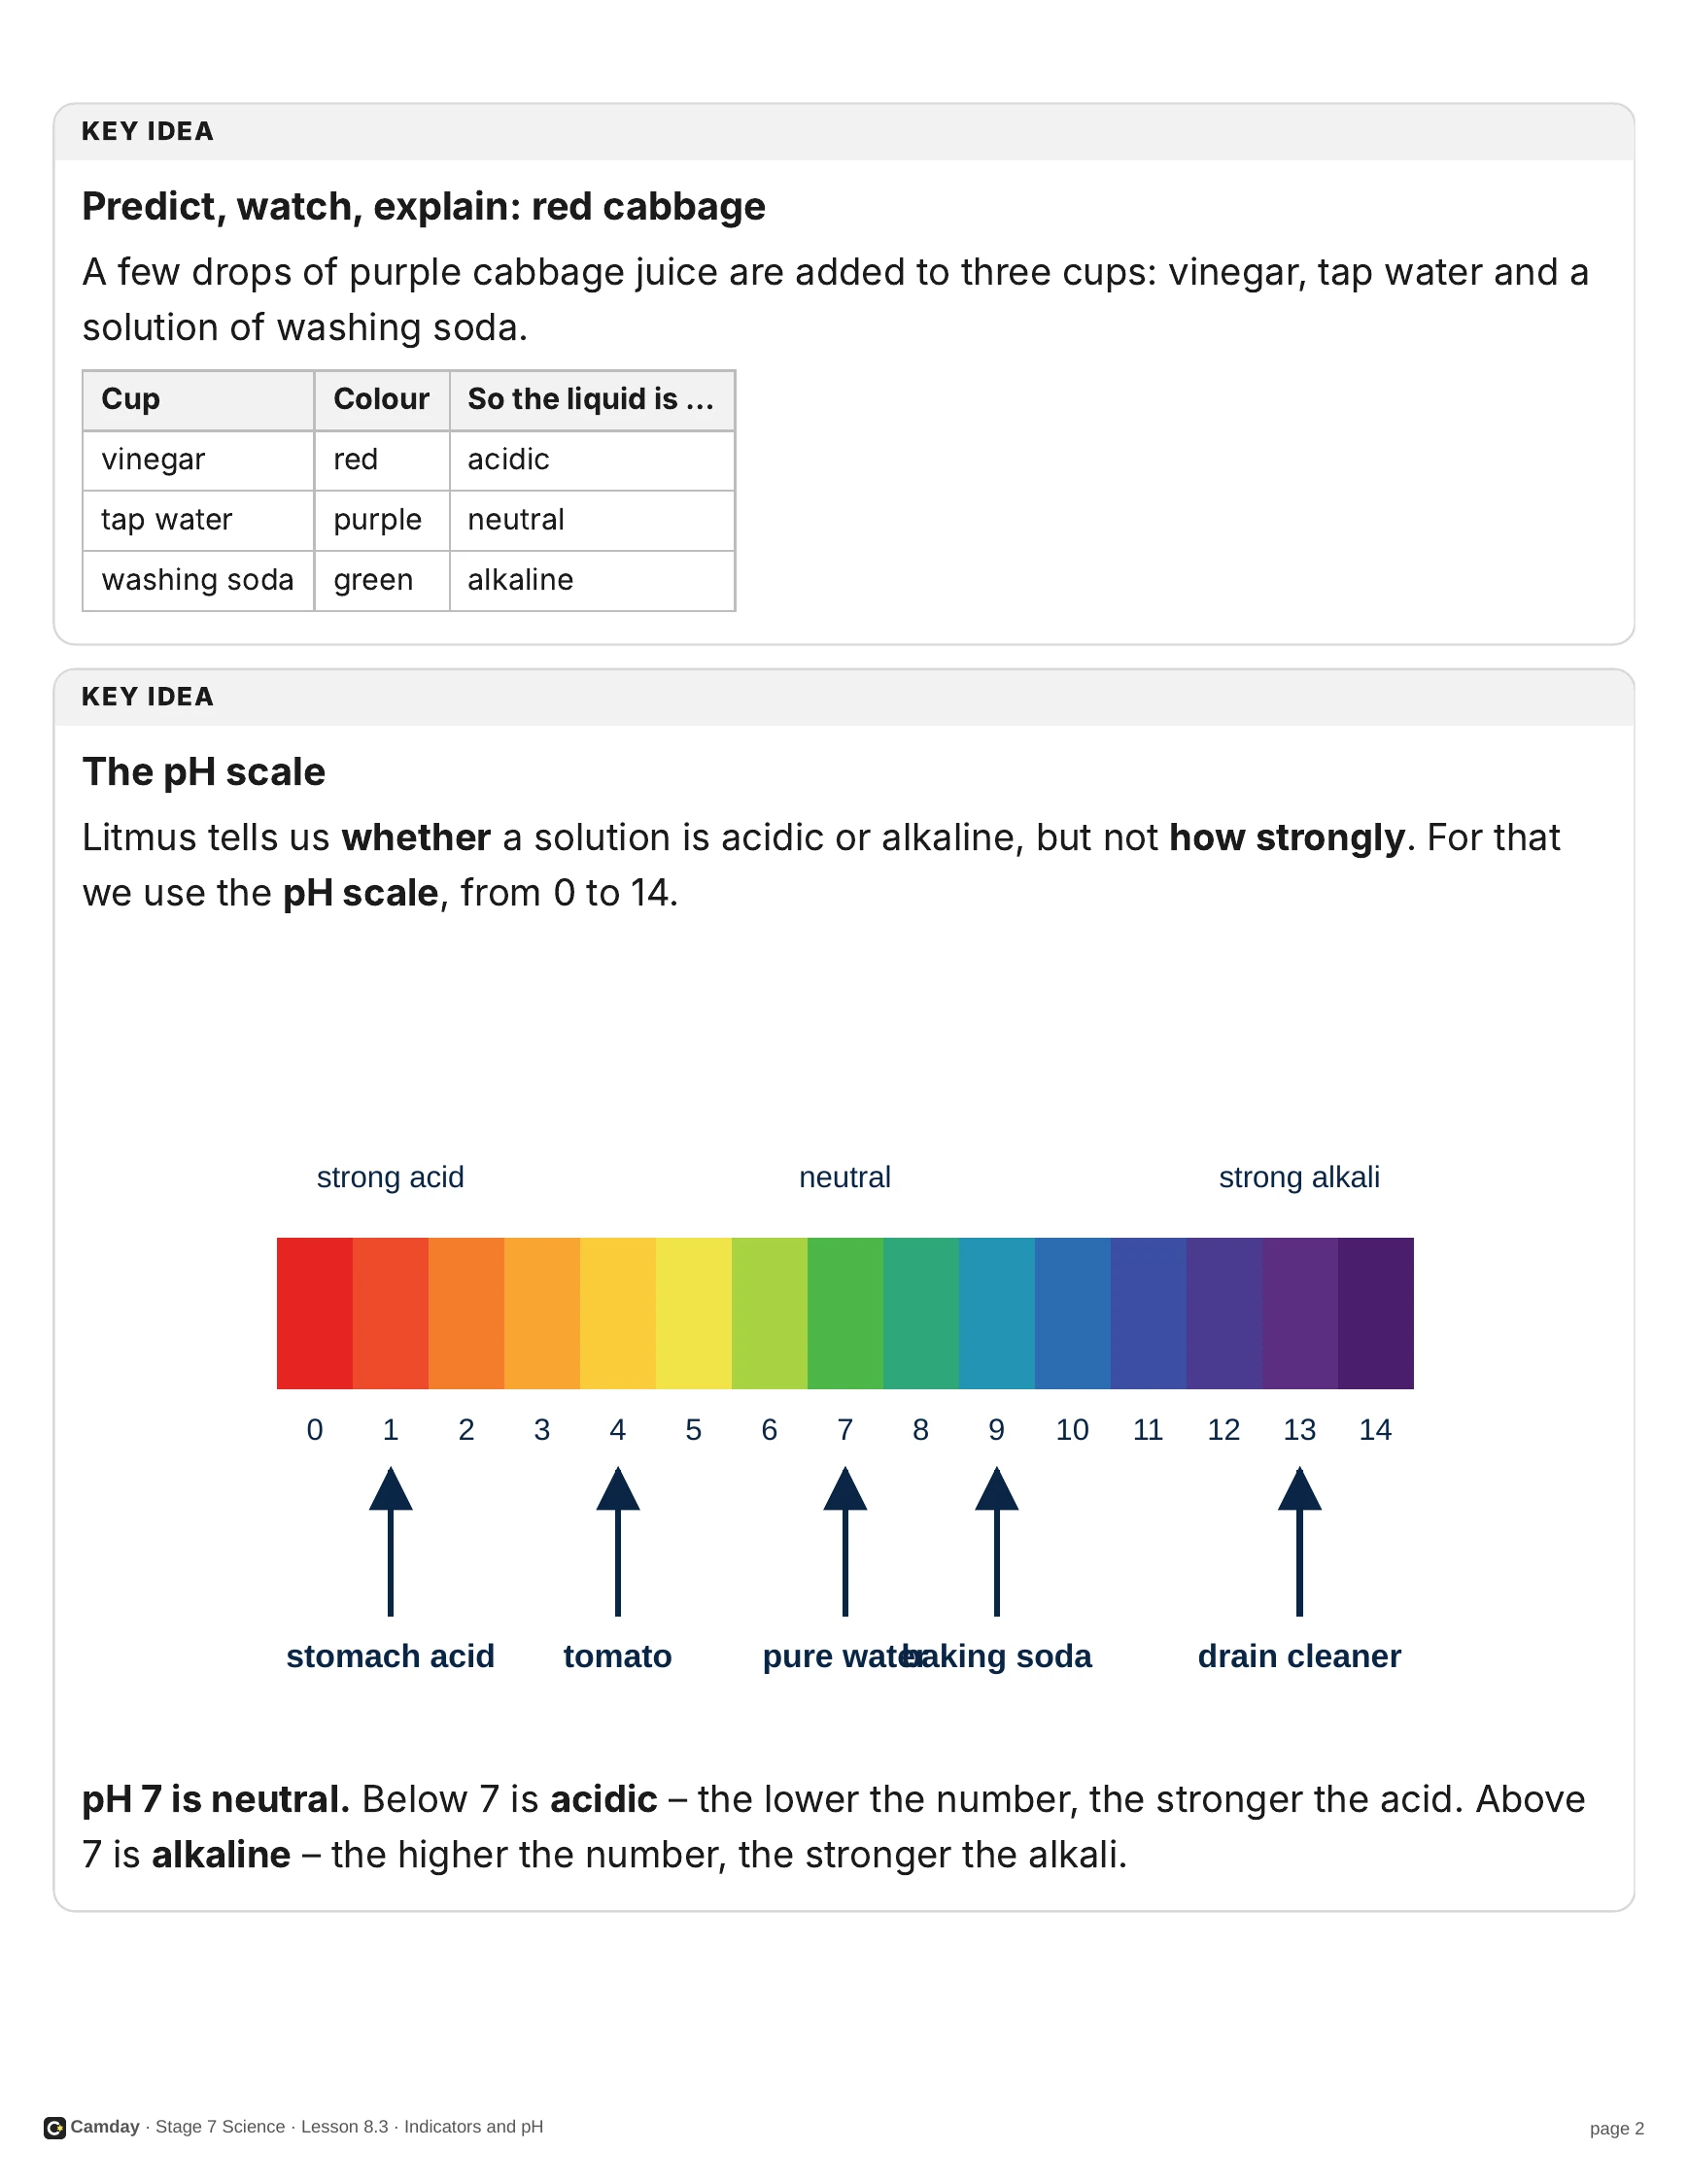 KEY IDEA
Predict, watch, explain: red cabbage
A few drops of purple cabbage juice are added to three cups: vinegar, tap water and a
solution of washing soda.
Cup Colour So the liquid is ...
vinegar red acidic
tap water purple neutral
washing soda green alkaline
KEY IDEA
The pH scale
Litmus tells us whether a solution is acidic or alkaline, but not how strongly. For that
we use the pH scale, from 0 to 14.
strong acid neutral strong alkali
0 1 2 3 4 5 6 7 8 9 10 11 12 13 14
stomach acid tomato pure water baking soda drain cleaner
pH 7 is neutral. Below 7 is acidic – the lower the number, the stronger the acid. Above
7 is alkaline – the higher the number, the stronger the alkali.
Camday · Stage 7 Science · Lesson 8.3 · Indicators and pH page 2